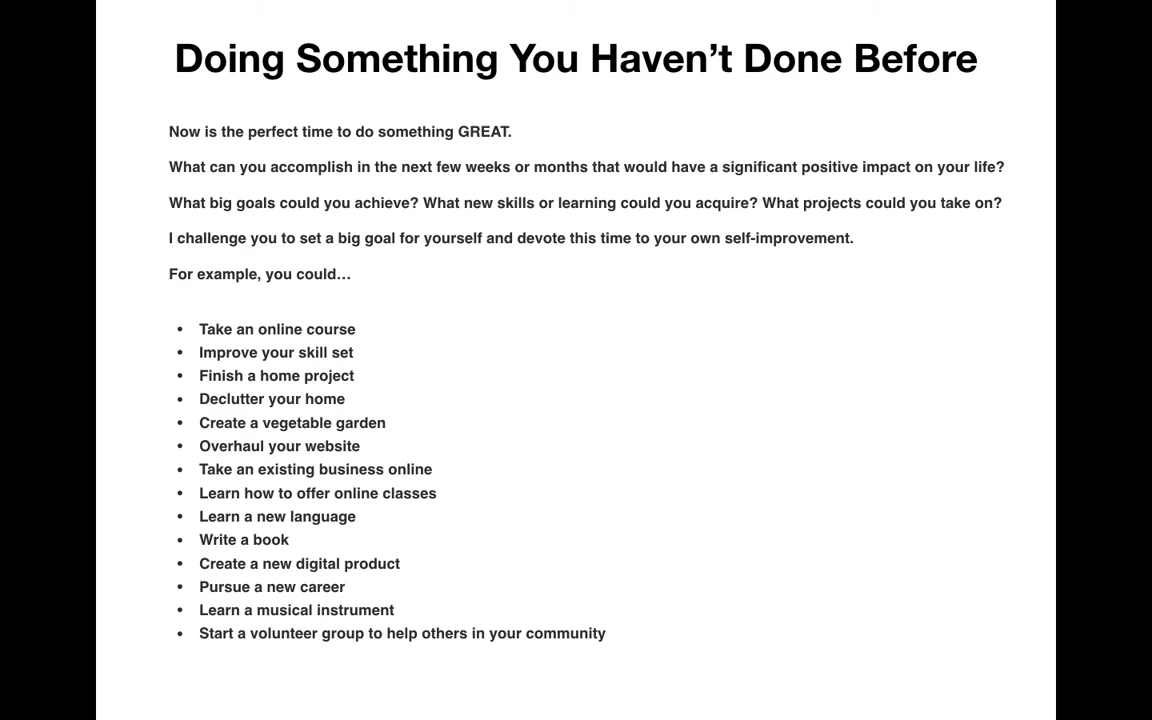 Doing Something You Haven’t Done Before
Now is the perfect time to do something GREAT.
What can you accomplish in the next few weeks or months that would have a significant positive impact on your life?
What big goals could you achieve? What new skills or learning could you acquire? What projects could you take on?
I challenge you to set a big goal for yourself and devote this time to your own self-improvement.
For example, you could…
• Take an online course
• Improve your skill set
• Finish a home project
• Declutter your home
• Create a vegetable garden
• Overhaul your website
• Take an existing business online
• Learn how to offer online classes
• Learn a new language
• Write a book
• Create a new digital product
• Pursue a new career
• Learn a musical instrument
• Start a volunteer group to help others in your community